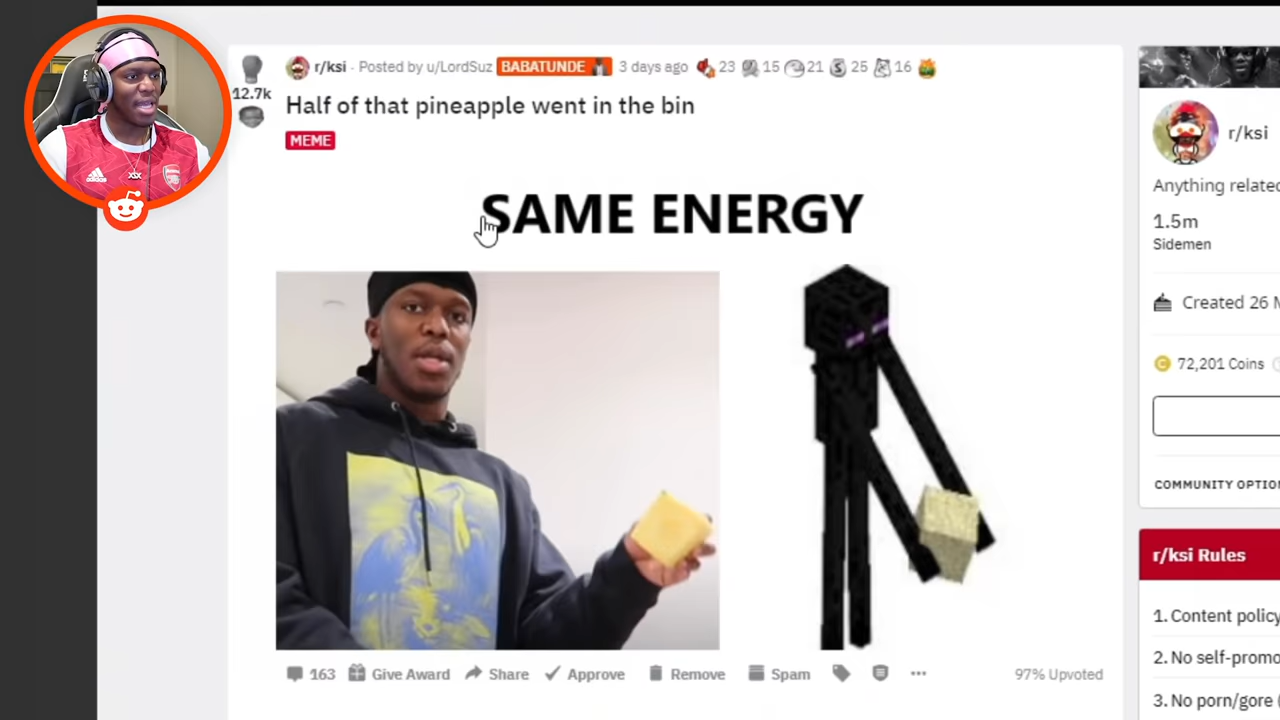 r/ksi · Posted by u/LordSuz BABATUNDE 3 days ago 23 15 21 25 16
12.7k
Half of that pineapple went in the bin
MEME
SAME ENERGY
163 Give Award Share Approve Remove Spam ··· 97% Upvoted
r/ksi
Anything related
1.5m
Sidemen
Created 26 M
72,201 Coins
COMMUNITY OPTIO
r/ksi Rules
1. Content policy
2. No self-promo
3. No porn/gore (